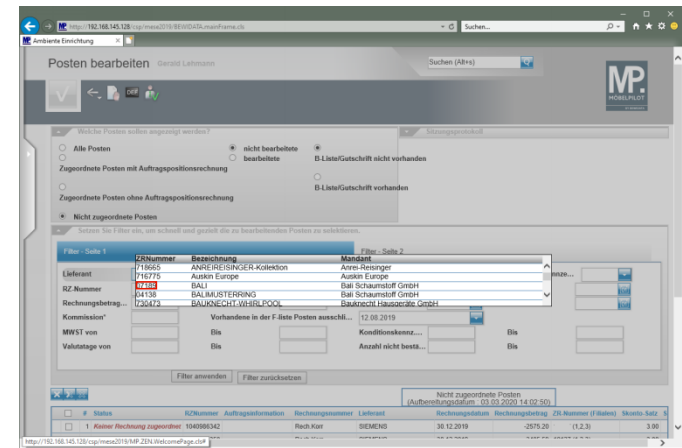 http://192.168.145.128/csp/mese2019/BEWIDATA.mainFrame.cls
Suchen...
Ambiente Einrichtung
Posten bearbeiten Gerald Lehmann
Suchen (Alt+s)
MP.
MÖBELPILOT
Welche Posten sollen angezeigt werden?
Sitzungsprotokoll
Alle Posten
nicht bearbeitete
bearbeitete
B-Liste/Gutschrift nicht vorhanden
Zugeordnete Posten mit Auftragspositionsrechnung
B-Liste/Gutschrift vorhanden
Zugeordnete Posten ohne Auftragspositionsrechnung
Nicht zugeordnete Posten
Setzen Sie Filter ein, um schnell und gezielt die zu bearbeitenden Posten zu selektieren.
Filter - Seite 1
Filter - Seite 2
ZRNummer Bezeichnung Mandant
718665 ANREIREISINGER-Kollektion Anrei-Reisinger
716775 Auskin Europe Auskin Europe
BALI Bali Schaumstoff GmbH
04138 BALIMUSTERRING Bali Schaumstoff GmbH
730473 BAUKNECHT-WHIRLPOOL Bauknecht Hausgeräte GmbH
Lieferant
RZ-Nummer
Rechnungsbetrag...
Kommission* Vorhandene in der F-liste Posten ausschli... 12.08.2019
MWST von Bis Konditionskennz.... Bis
Valutatage von Bis Anzahl nicht bestä... Bis
Filter anwenden Filter zurücksetzen
Nicht zugeordnete Posten
(Aufbereitungsdatum : 03.03.2020 14:02:50)
# Status RZNummer Auftragsinformation Rechnungsnummer Lieferant Rechnungsdatum Rechnungsbetrag ZR-Nummer (Filialen) Skonto-Satz
1 Keiner Rechnung zugeordnet 1040986342 Rech.Korr SIEMENS 30.12.2019 -2575.20 (1,2,3) 3.00
http://192.168.145.128/csp/mese2019/MP.ZEN.WelcomePage.cls#